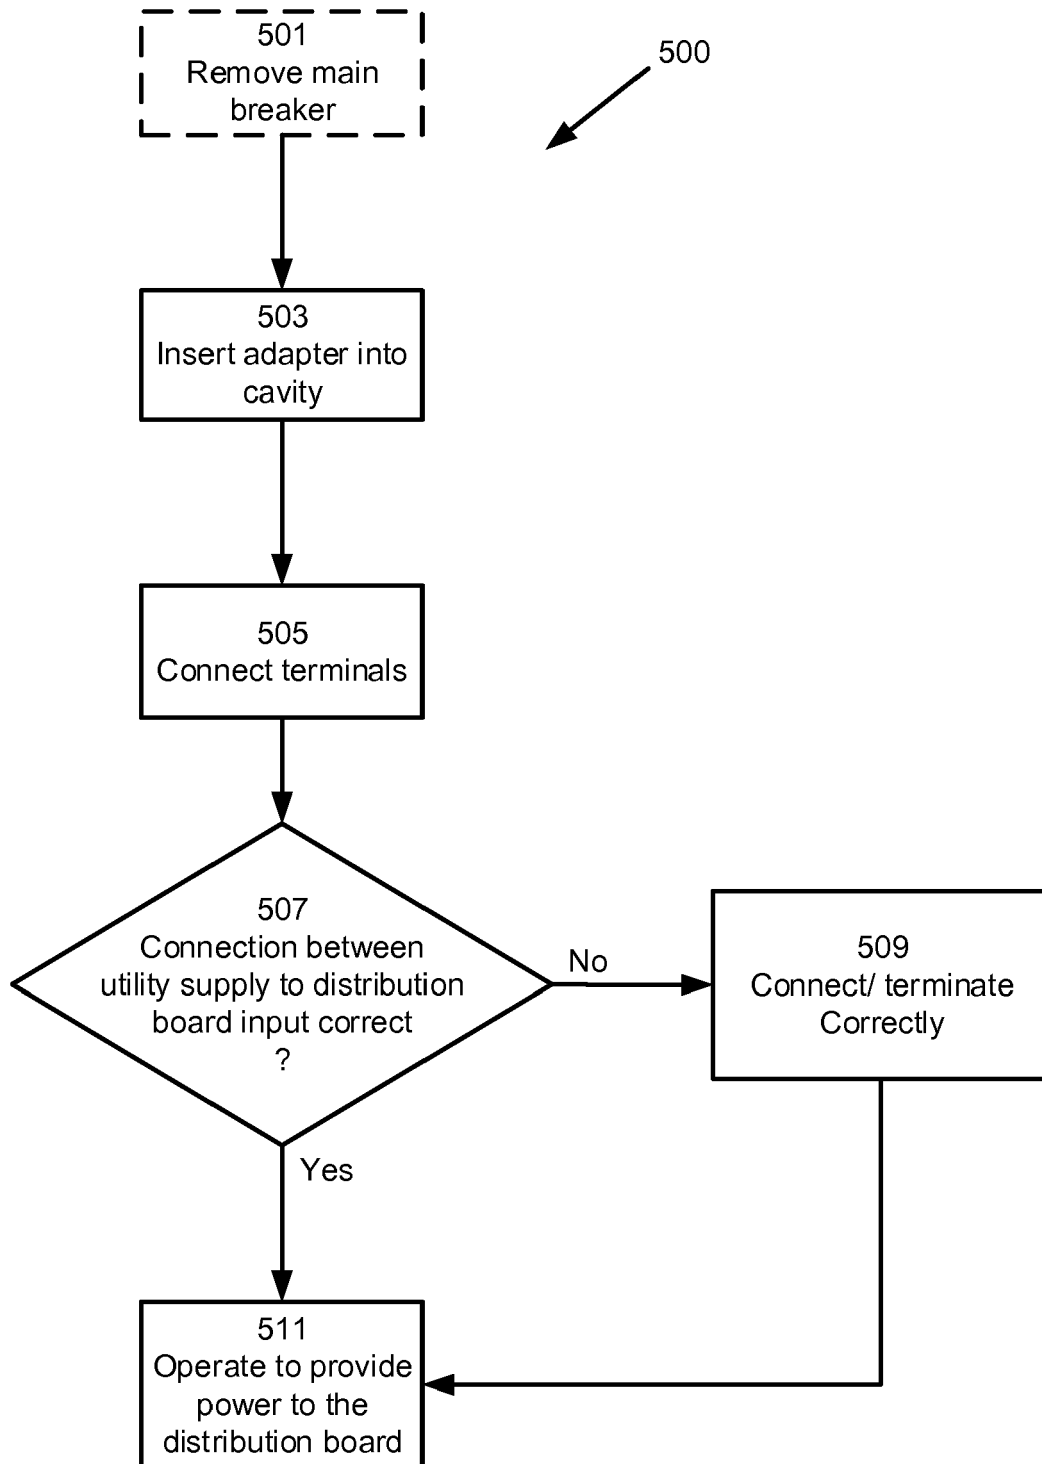 501
Remove main
breaker
500
503
Insert adapter into
cavity
505
Connect terminals
507
Connection between
utility supply to distribution
board input correct
?
No
509
Connect/ terminate
Correctly
Yes
511
Operate to provide
power to the
distribution board